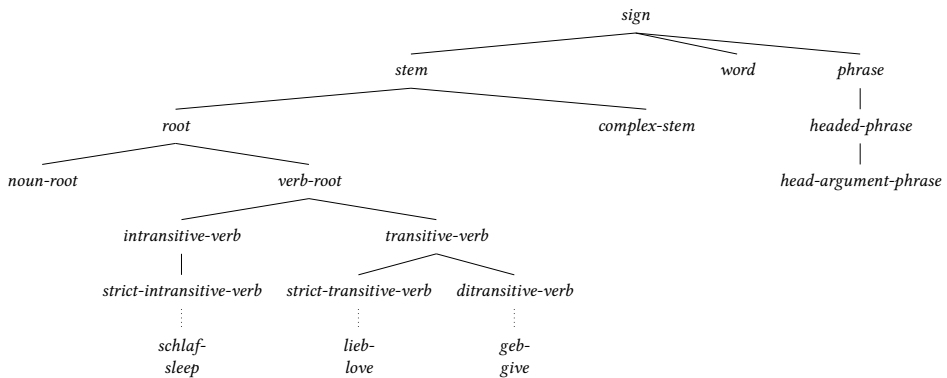 sign
stem word phrase
root complex-stem headed-phrase
noun-root verb-root head-argument-phrase
intransitive-verb transitive-verb
strict-intransitive-verb strict-transitive-verb ditransitive-verb
schlaf- lieb- geb-
sleep love give